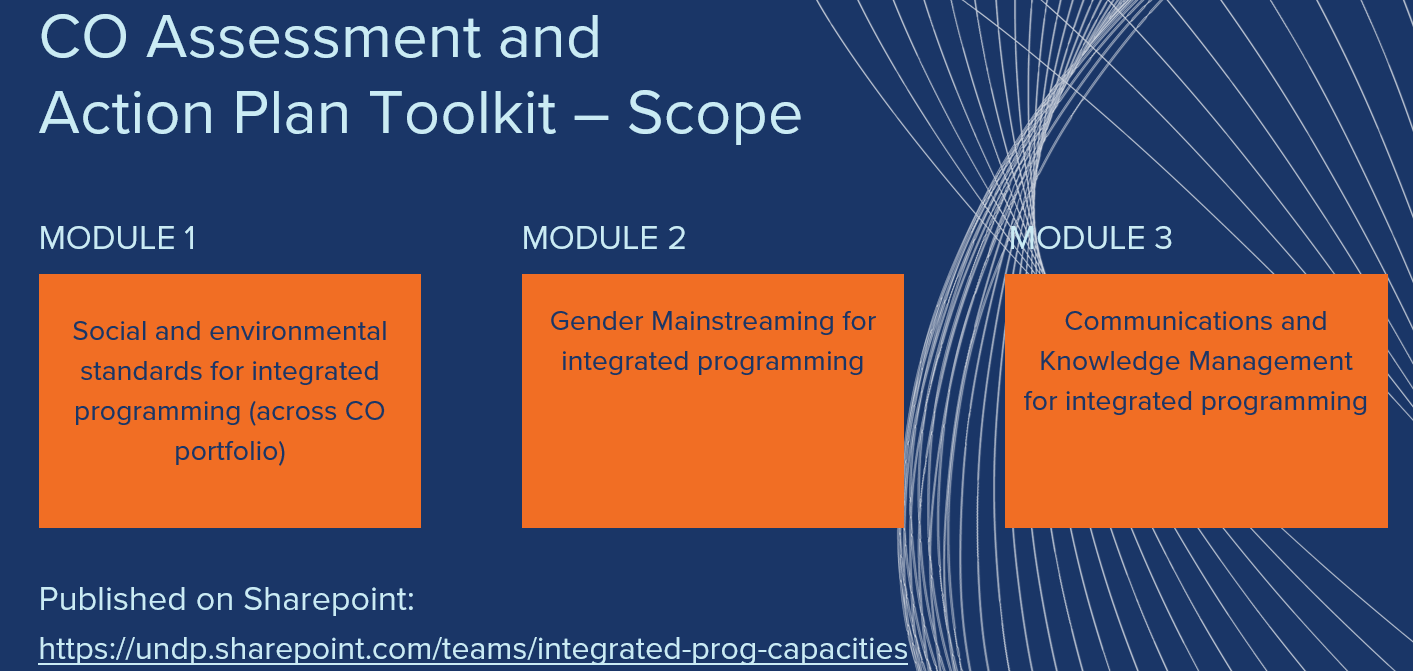 CO Assessment and
Action Plan Toolkit – Scope
MODULE 1
Social and environmental
standards for integrated
programming (across CO
portfolio)
MODULE 2
Gender Mainstreaming for
integrated programming
MODULE 3
Communications and
Knowledge Management
for integrated programming
Published on Sharepoint:
https://undp.sharepoint.com/teams/integrated-prog-capacities